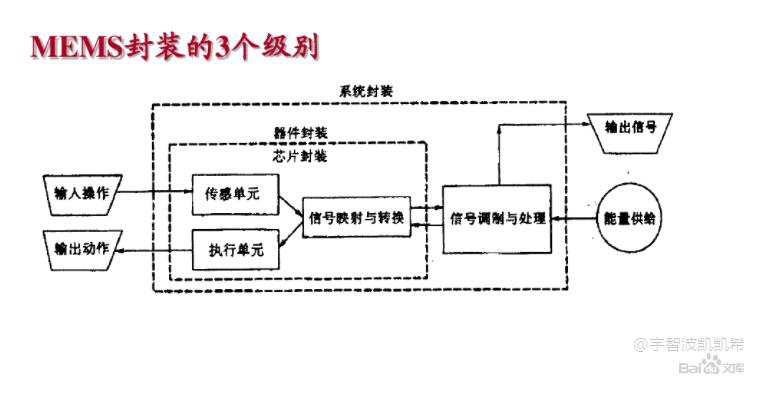 MEMS封装的3个级别
系统封装
输出信号
器件封装
芯片封装
输入操作
传感单元
信号映射与转换
信号调制与处理
能量供给
输出动作
执行单元
@宇智波凯凯希
Bai文库